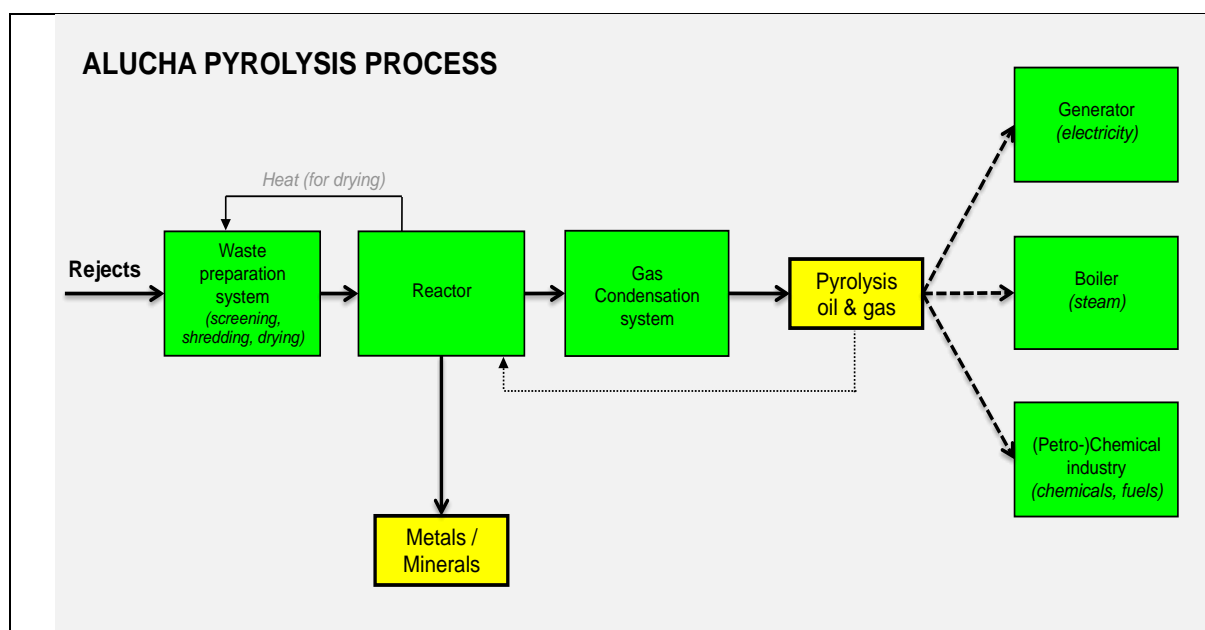 ALUCHA PYROLYSIS PROCESS
Generator
(electricity)
Heat (for drying)
Rejects
Waste
preparation
system
(screening,
shredding, drying)
Reactor
Gas
Condensation
system
Pyrolysis
oil & gas
Boiler
(steam)
(Petro-)Chemical
industry
(chemicals, fuels)
Metals /
Minerals